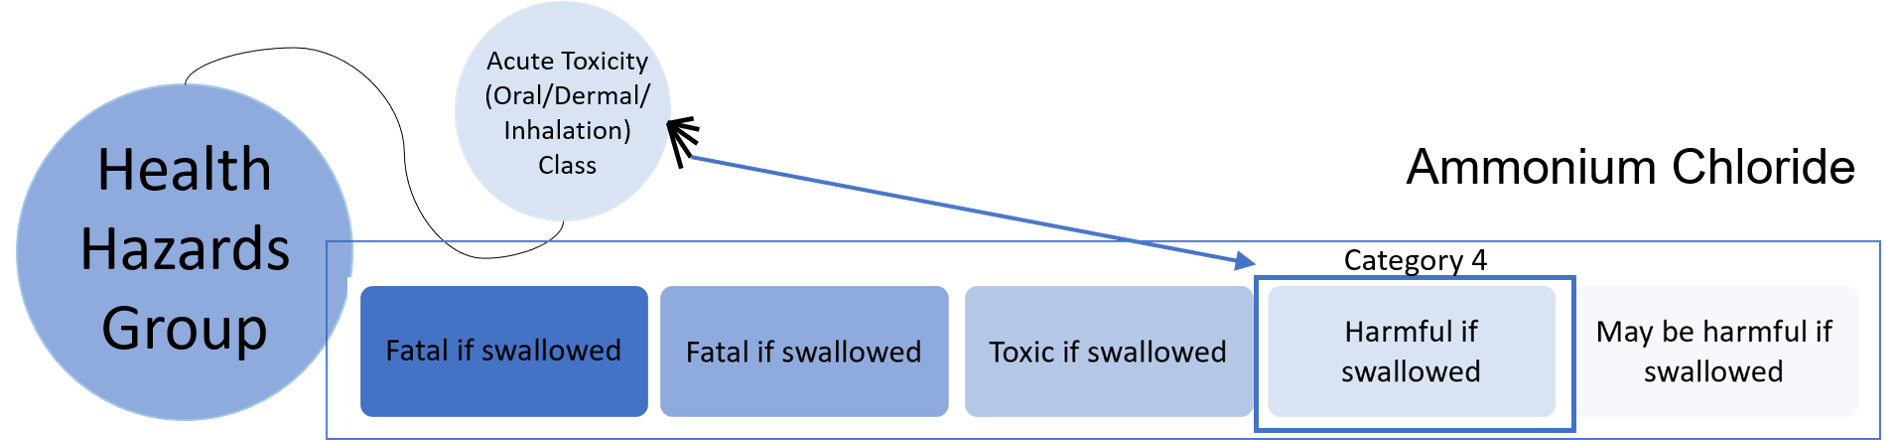 Health
Hazards
Group
Acute Toxicity
(Oral/Dermal/
Inhalation)
Class
Ammonium Chloride
Category 4
Fatal if swallowed
Fatal if swallowed
Toxic if swallowed
Harmful if
swallowed
May be harmful if
swallowed